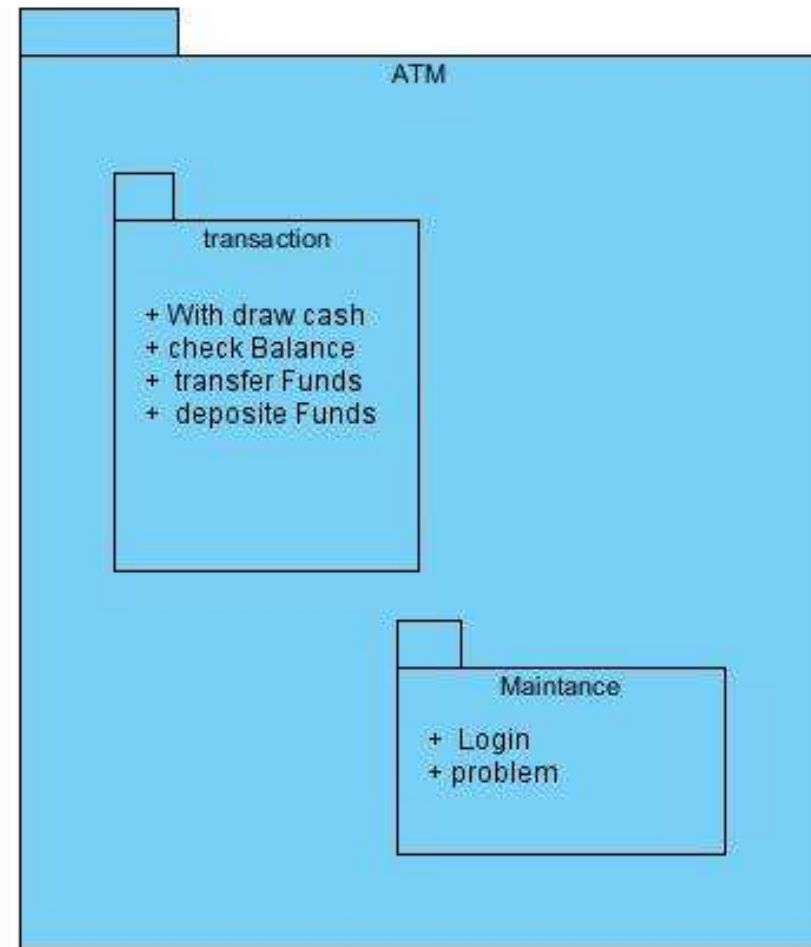 ATM
transaction
+ With draw cash
+ check Balance
+ transfer Funds
+ deposite Funds
Maintance
+ Login
+ problem